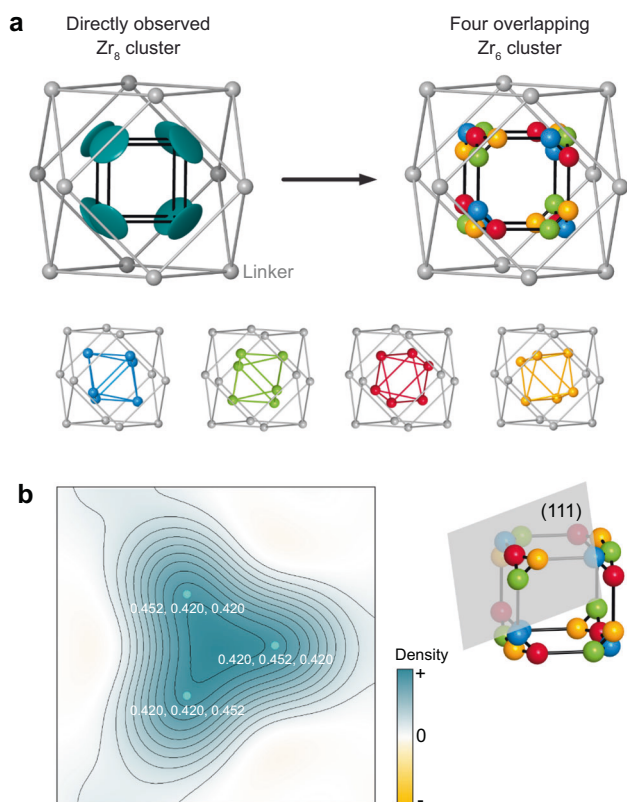 a
Directly observed
Zr8 cluster
Four overlapping
Zr6 cluster
Linker
b
(111)
0.452, 0.420, 0.420
0.420, 0.452, 0.420
0.420, 0.420, 0.452
Density
+
0
-